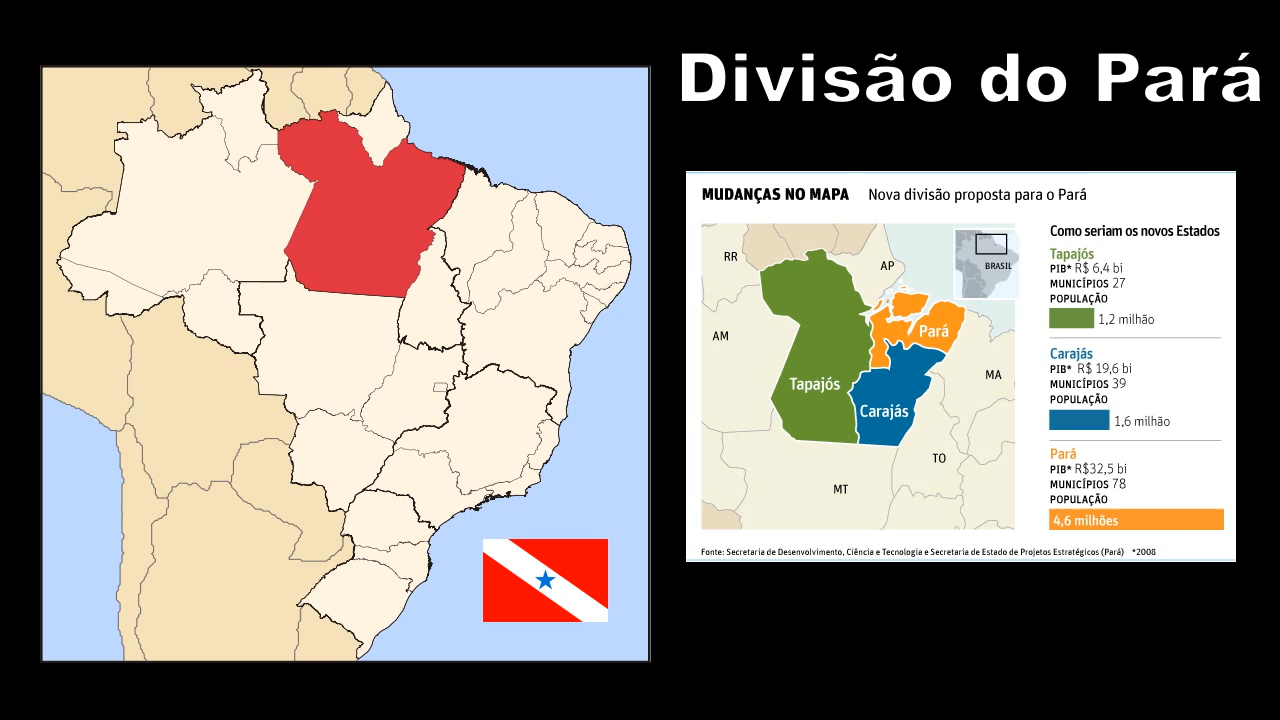 Divisão do Pará
MUDANÇAS NO MAPA Nova divisão proposta para o Pará
RR
AP
AM
MA
TO
MT
BRASIL
Pará
Tapajós
Carajás
Como seriam os novos Estados
Tapajós
PIB* R$ 6,4 bi
MUNICÍPIOS 27
POPULAÇÃO
1,2 milhão
Carajás
PIB* R$ 19,6 bi
MUNICÍPIOS 39
POPULAÇÃO
1,6 milhão
Pará
PIB* R$32,5 bi
MUNICÍPIOS 78
POPULAÇÃO
4,6 milhões
Fonte: Secretaria de Desenvolvimento, Ciência e Tecnologia e Secretaria de Estado de Projetos Estratégicos (Pará) *2008